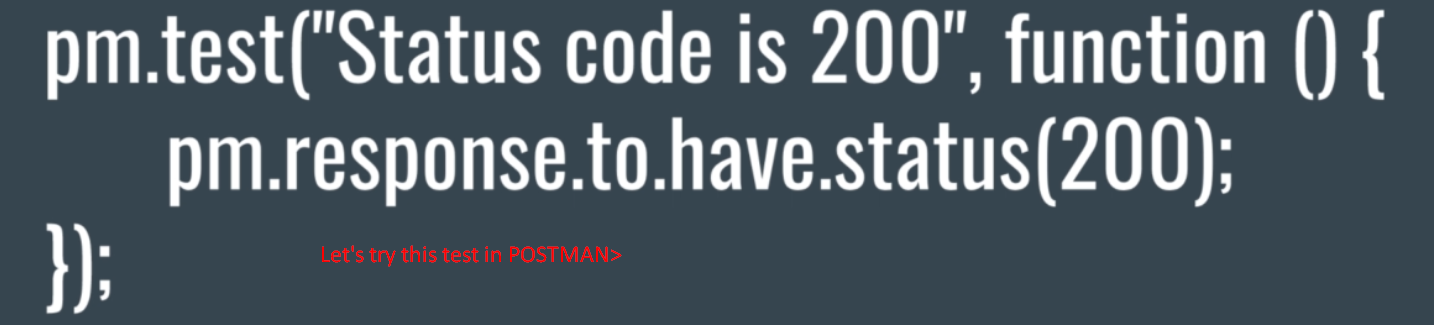 pm.test("Status code is 200", function () {
pm.response.to.have.status(200);
});
Let's try this test in POSTMAN>